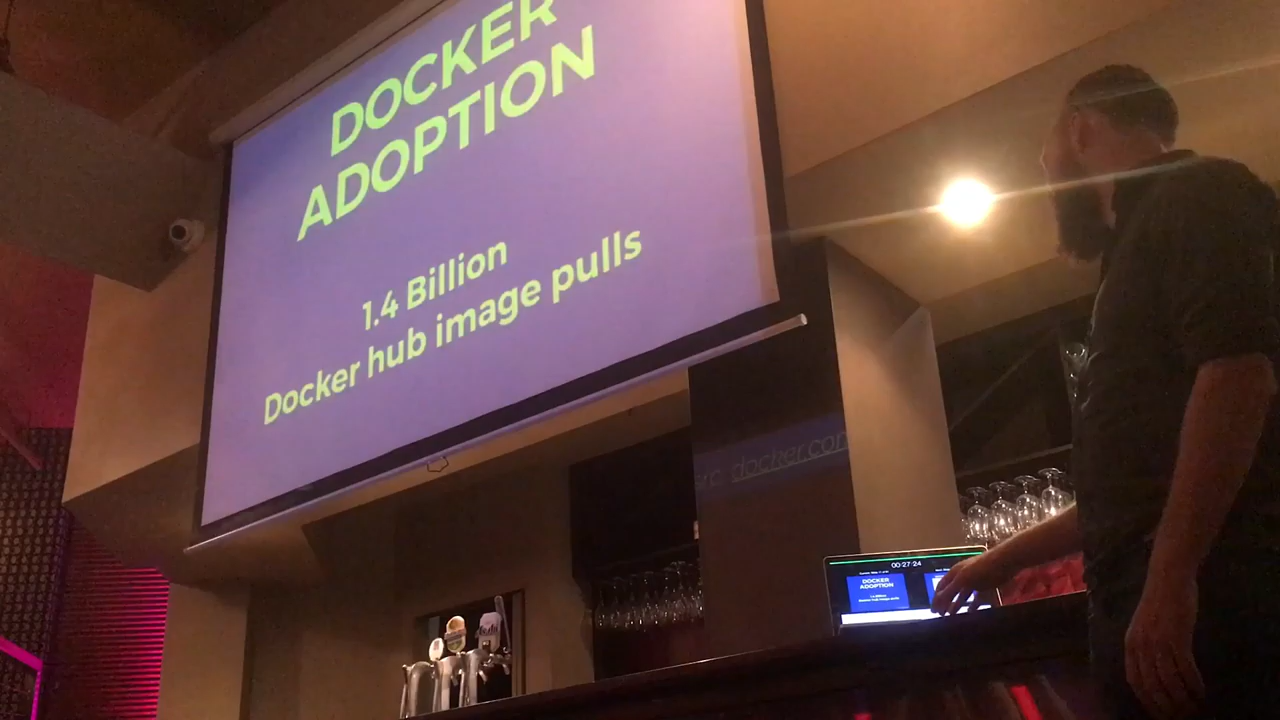 DOCKER
ADOPTION
1.4 Billion
Docker hub image pulls
docker.com
00:27:24
DOCKER
ADOPTION